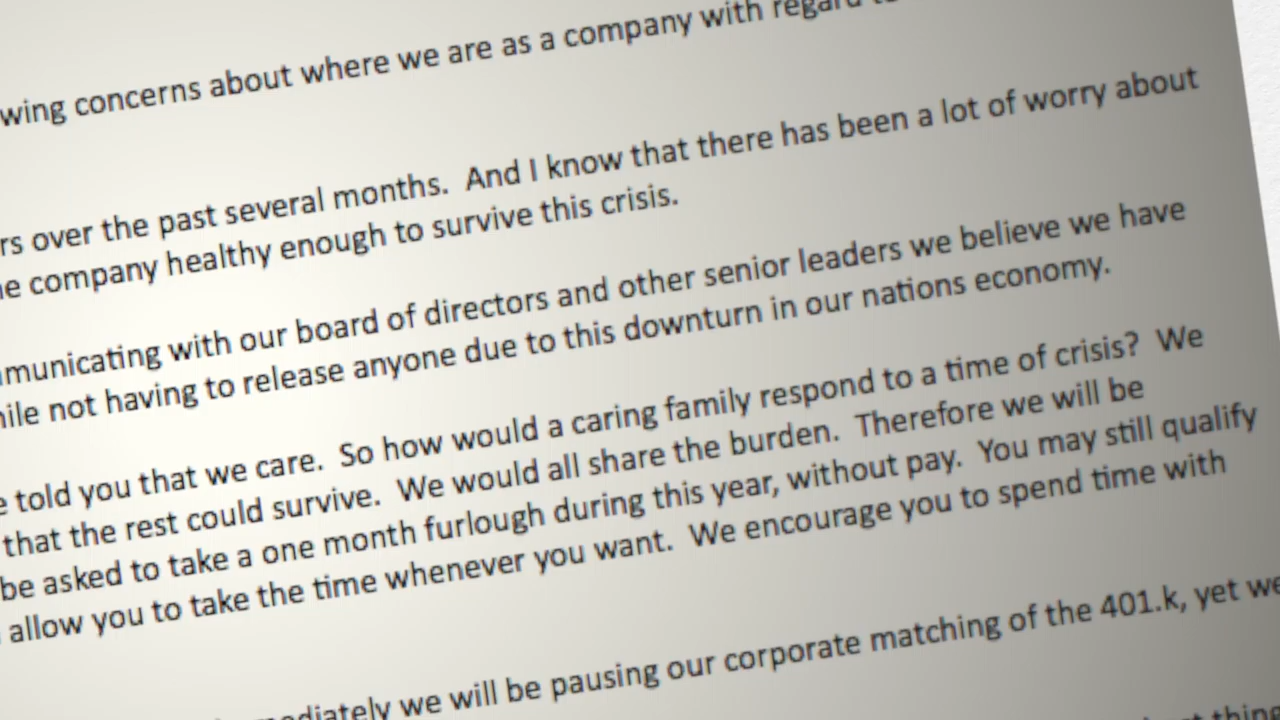 wing concerns about where we are as a company with regard to
rs over the past several months.  And I know that there has been a lot of worry about
he company healthy enough to survive this crisis.
mmunicating with our board of directors and other senior leaders we believe we have
hile not having to release anyone due to this downturn in our nations economy.
e told you that we care.  So how would a caring family respond to a time of crisis?  We
that the rest could survive.  We would all share the burden.  Therefore we will be
be asked to take a one month furlough during this year, without pay.  You may still qualify
allow you to take the time whenever you want.  We encourage you to spend time with
mediately we will be pausing our corporate matching of the 401.k, yet we
thing